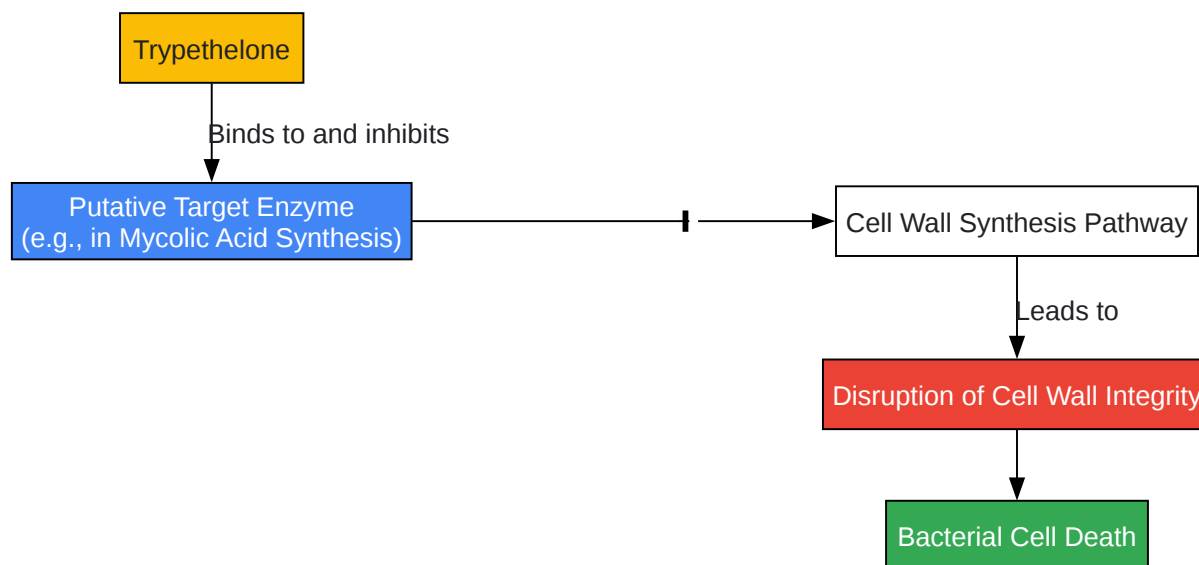 Trypethelone
Binds to and inhibits
Putative Target Enzyme
(e.g., in Mycolic Acid Synthesis)
Cell Wall Synthesis Pathway
Leads to
Disruption of Cell Wall Integrity
Bacterial Cell Death